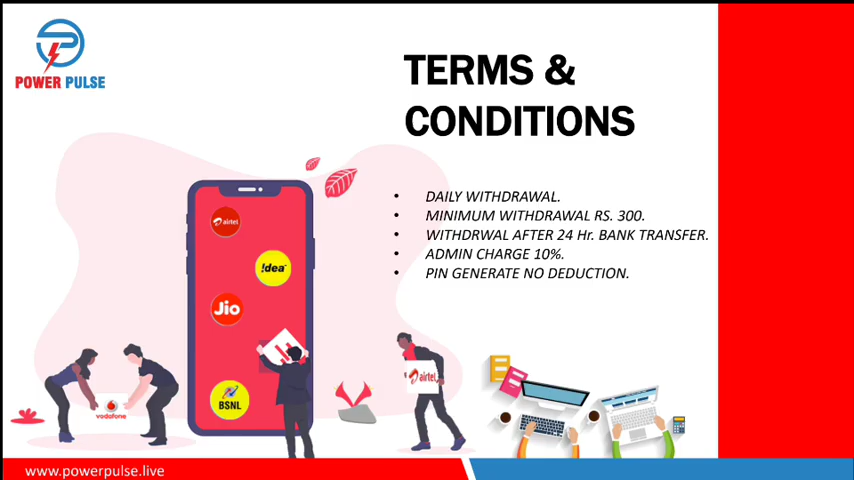 POWER PULSE
TERMS &
CONDITIONS
• DAILY WITHDRAWAL.
• MINIMUM WITHDRAWAL RS. 300.
• WITHDRWAL AFTER 24 Hr. BANK TRANSFER.
• ADMIN CHARGE 10%.
• PIN GENERATE NO DEDUCTION.
airtel
!dea
Jio
BSNL
vodafone
airtel
www.powerpulse.live